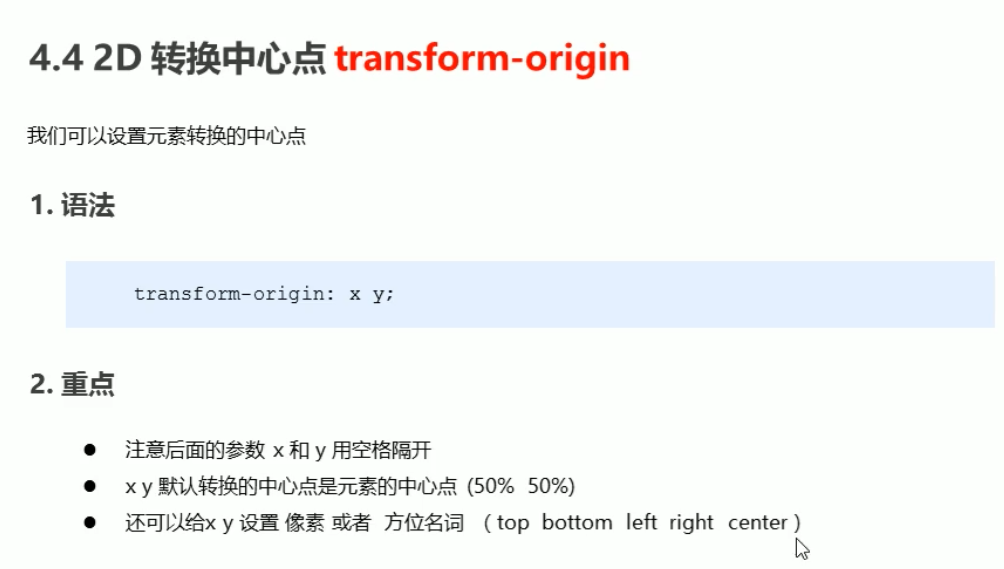 4.4 2D 转换中心点 transform-origin
我们可以设置元素转换的中心点
1. 语法
transform-origin: x y;
2. 重点
● 注意后面的参数 x 和 y 用空格隔开
● x y 默认转换的中心点是元素的中心点 (50% 50%)
● 还可以给x y 设置 像素 或者 方位名词 （ top bottom left right center ）